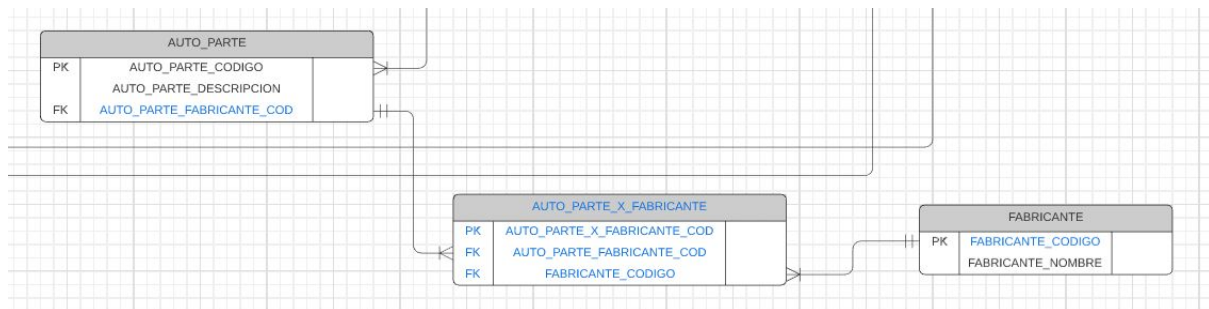 AUTO_PARTE
PK AUTO_PARTE_CODIGO
AUTO_PARTE_DESCRIPCION
FK AUTO_PARTE_FABRICANTE_COD
AUTO_PARTE_X_FABRICANTE
PK AUTO_PARTE_X_FABRICANTE_COD
FK AUTO_PARTE_FABRICANTE_COD
FK FABRICANTE_CODIGO
FABRICANTE
PK FABRICANTE_CODIGO
FABRICANTE_NOMBRE